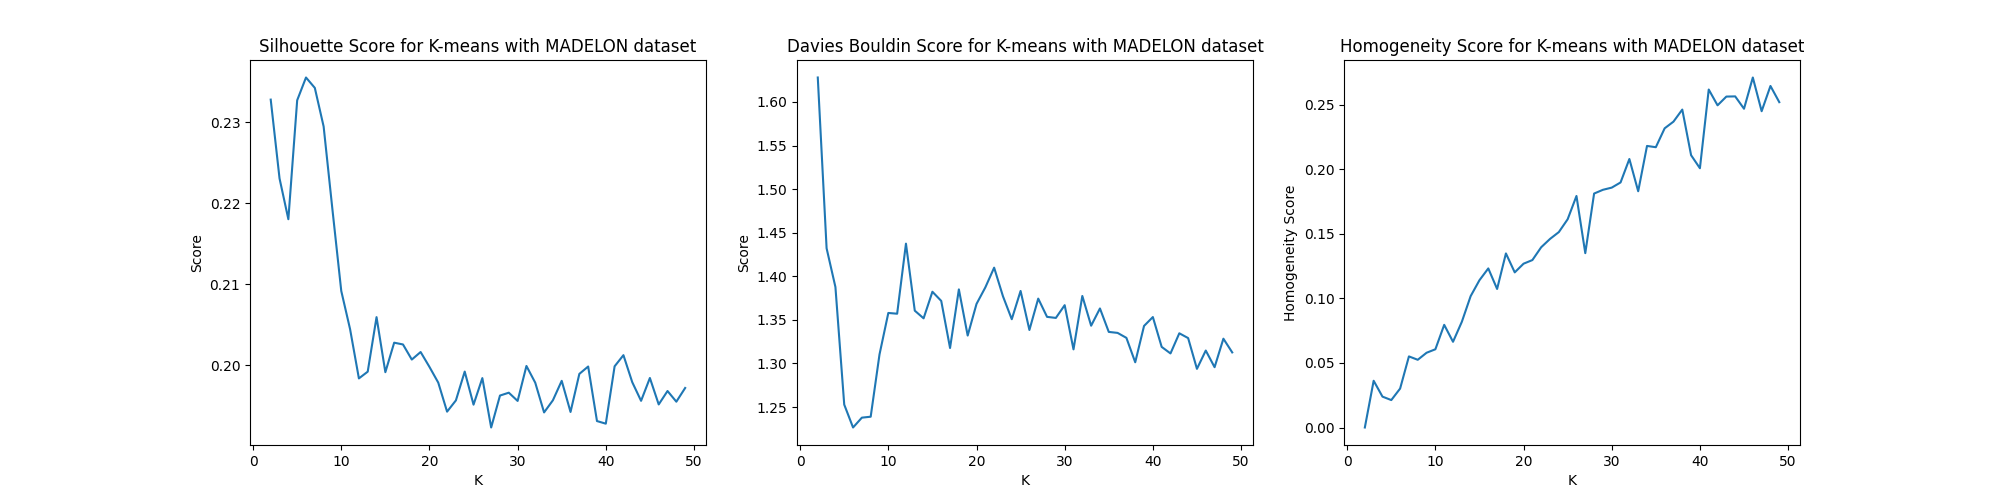 Silhouette Score for K-means with MADELON dataset
Score
0.23
0.22
0.21
0.20
0 10 20 30 40 50
K
Davies Bouldin Score for K-means with MADELON dataset
Score
1.60
1.55
1.50
1.45
1.40
1.35
1.30
1.25
0 10 20 30 40 50
K
Homogeneity Score for K-means with MADELON dataset
Homogeneity Score
0.25
0.20
0.15
0.10
0.05
0.00
0 10 20 30 40 50
K